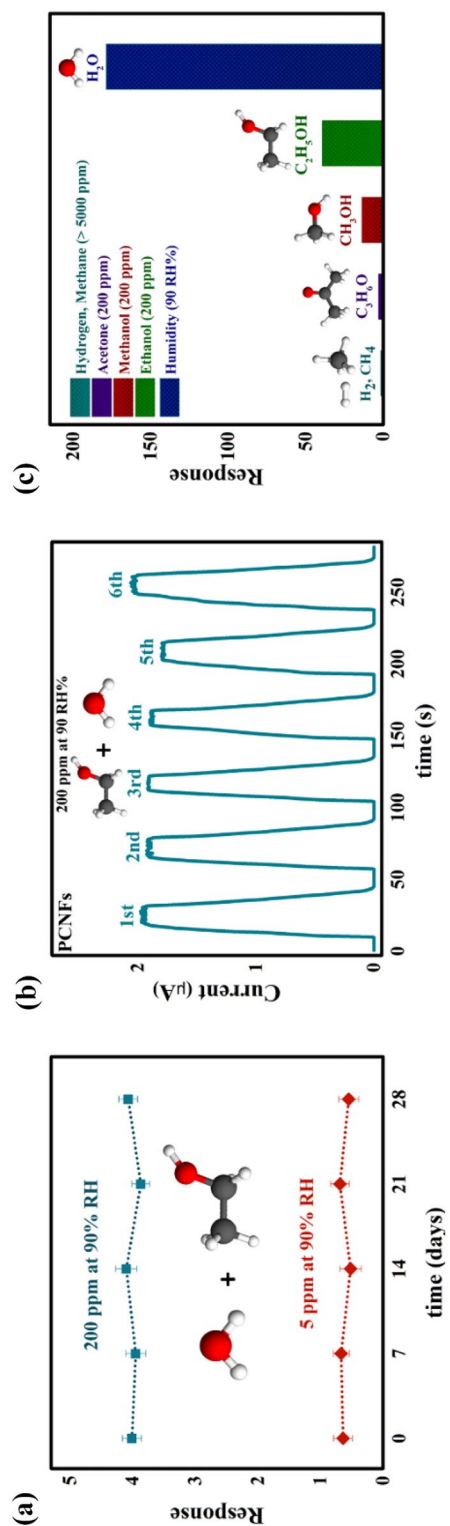 (a)
Response
5
4
3
2
1
0
200 ppm at 90% RH
+
5 ppm at 90% RH
0 7 14 21 28
time (days)
(b)
Current (μA)
2
1
0
PCNFs
200 ppm at 90 RH%
+
1st 2nd 3rd 4th 5th 6th
0 50 100 150 200 250
time (s)
(c)
Response
200
150
100
50
0
Hydrogen, Methane (> 5000 ppm)
Acetone (200 ppm)
Methanol (200 ppm)
Ethanol (200 ppm)
Humidity (90 RH%)
H₂, CH₄
C₃H₆O
CH₃OH
C₂H₅OH
H₂O